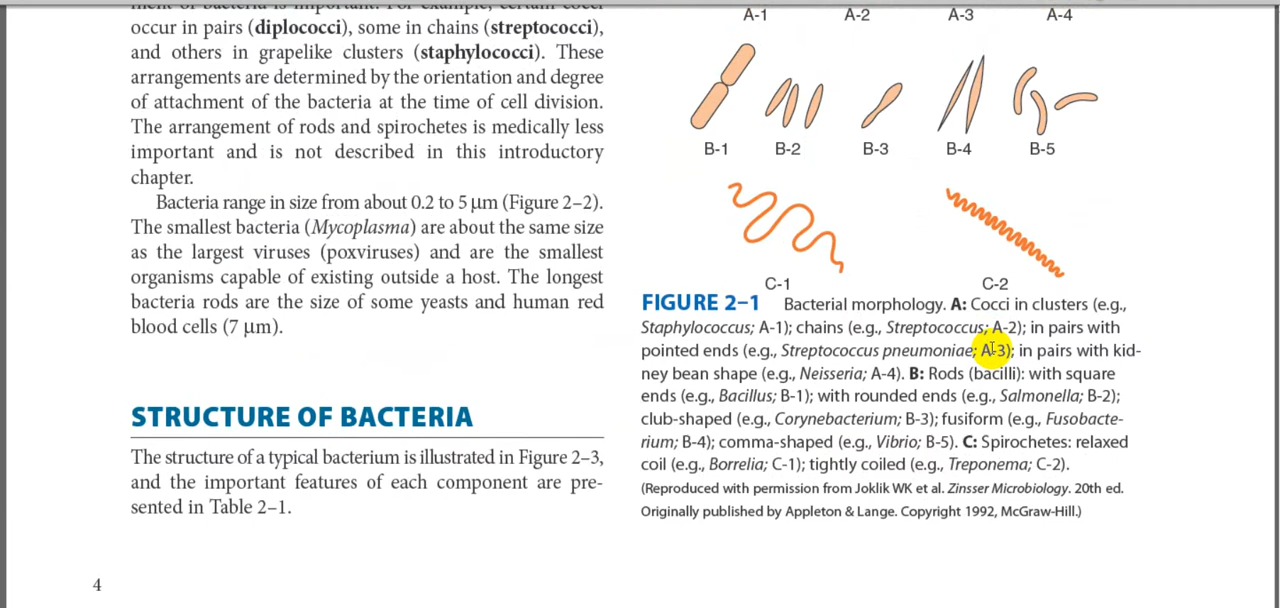 ment of bacteria is important. For example, certain cocci
occur in pairs (diplococci), some in chains (streptococci),
and others in grapelike clusters (staphylococci). These
arrangements are determined by the orientation and degree
of attachment of the bacteria at the time of cell division.
The arrangement of rods and spirochetes is medically less
important and is not described in this introductory
chapter.
Bacteria range in size from about 0.2 to 5 μm (Figure 2–2).
The smallest bacteria (Mycoplasma) are about the same size
as the largest viruses (poxviruses) and are the smallest
organisms capable of existing outside a host. The longest
bacteria rods are the size of some yeasts and human red
blood cells (7 μm).
STRUCTURE OF BACTERIA
The structure of a typical bacterium is illustrated in Figure 2–3,
and the important features of each component are pre-
sented in Table 2–1.
4
A-1 A-2 A-3 A-4
B-1 B-2 B-3 B-4 B-5
C-1 C-2
FIGURE 2–1 Bacterial morphology. A: Cocci in clusters (e.g.,
Staphylococcus; A-1); chains (e.g., Streptococcus; A-2); in pairs with
pointed ends (e.g., Streptococcus pneumoniae; A-3); in pairs with kid-
ney bean shape (e.g., Neisseria; A-4). B: Rods (bacilli): with square
ends (e.g., Bacillus; B-1); with rounded ends (e.g., Salmonella; B-2);
club-shaped (e.g., Corynebacterium; B-3); fusiform (e.g., Fusobacte-
rium; B-4); comma-shaped (e.g., Vibrio; B-5). C: Spirochetes: relaxed
coil (e.g., Borrelia; C-1); tightly coiled (e.g., Treponema; C-2).
(Reproduced with permission from Joklik WK et al. Zinsser Microbiology. 20th ed.
Originally published by Appleton & Lange. Copyright 1992, McGraw-Hill.)